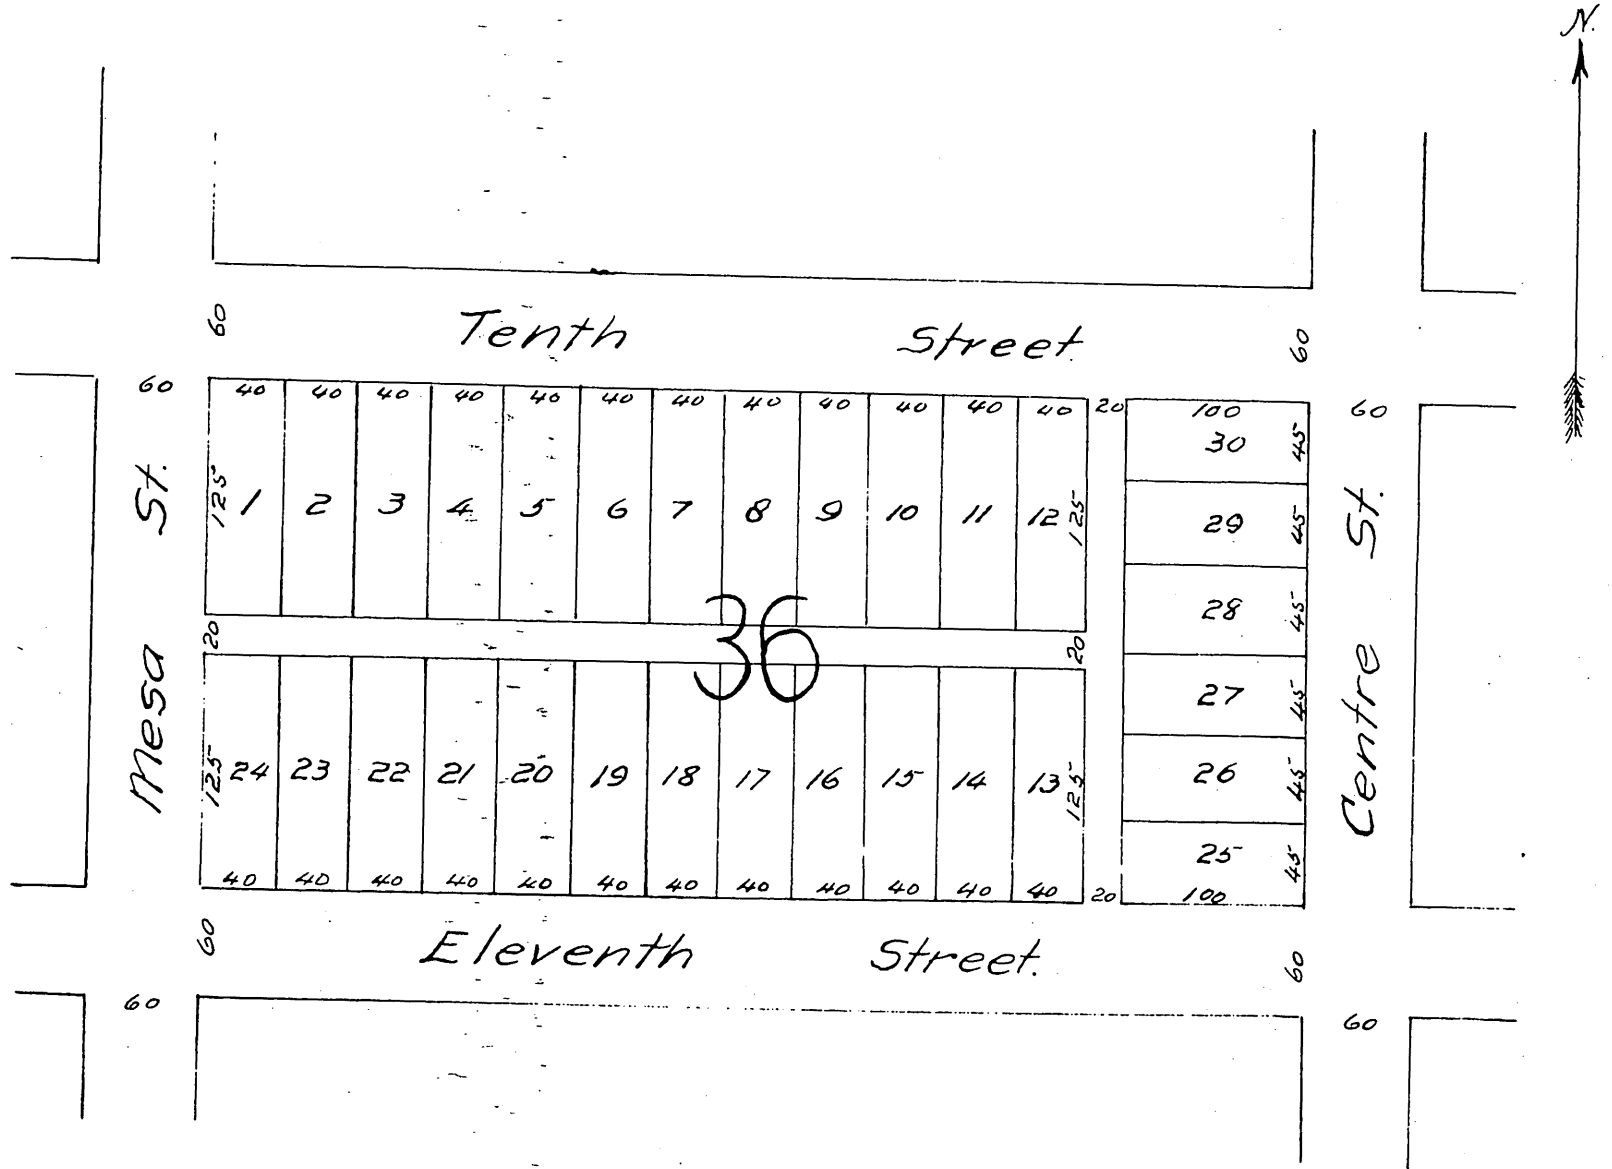 N.
60
Tenth Street
60
60
40 40 40 40 40 40 40 40 40 40 40 40 20 100 60
30 45
125 1 2 3 4 5 6 7 8 9 10 11 12 125
29 45
Mesa St.
Centre St.
28 45
20 36 20
27 45
125 24 23 22 21 20 19 18 17 16 15 14 13 125
26 45
25 45
40 40 40 40 40 40 40 40 40 40 40 40 20 100
60
Eleventh Street.
60
60
60